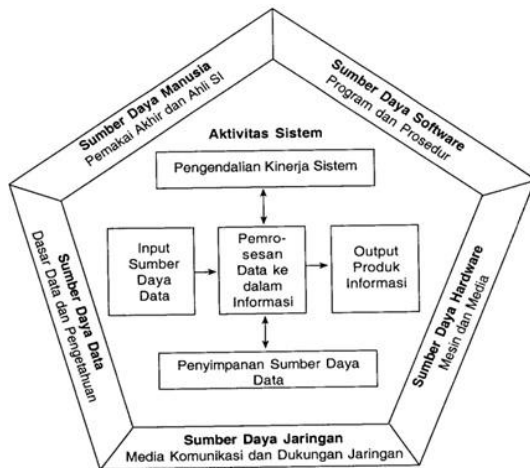 Sumber Daya Manusia
Pemakai Akhir dan Ahli SI
Sumber Daya Software
Program dan Prosedur
Aktivitas Sistem
Pengendalian Kinerja Sistem
Input
Sumber
Daya
Data
Pemro-
sesan
Data ke
dalam
Informasi
Output
Produk
Informasi
Penyimpanan Sumber Daya
Data
Sumber Daya Data
Dasar Data dan Pengetahuan
Sumber Daya Hardware
Mesin dan Media
Sumber Daya Jaringan
Media Komunikasi dan Dukungan Jaringan